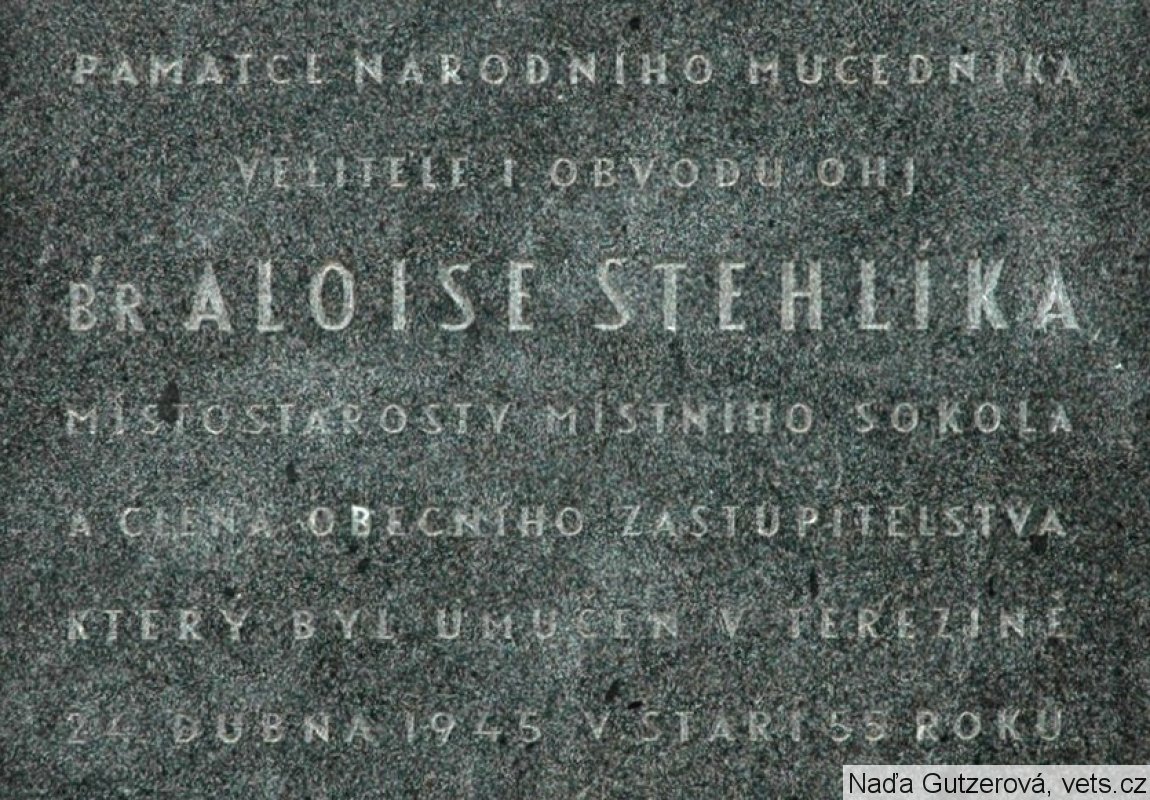 PAMÁTCE NÁRODNÍHO MUČEDNÍKA
VELITELE I. OBVODU OHJ
BR. ALOISE STEHLÍKA
MÍSTOSTAROSTY MÍSTNÍHO SOKOLA
A ČLENA OBECNÍHO ZASTUPITELSTVA
KTERÝ BYL UMUČEN V TEREZÍNĚ
24. DUBNA 1945 V STÁŘÍ 55 ROKŮ
Naďa Gutzerová, vets.cz